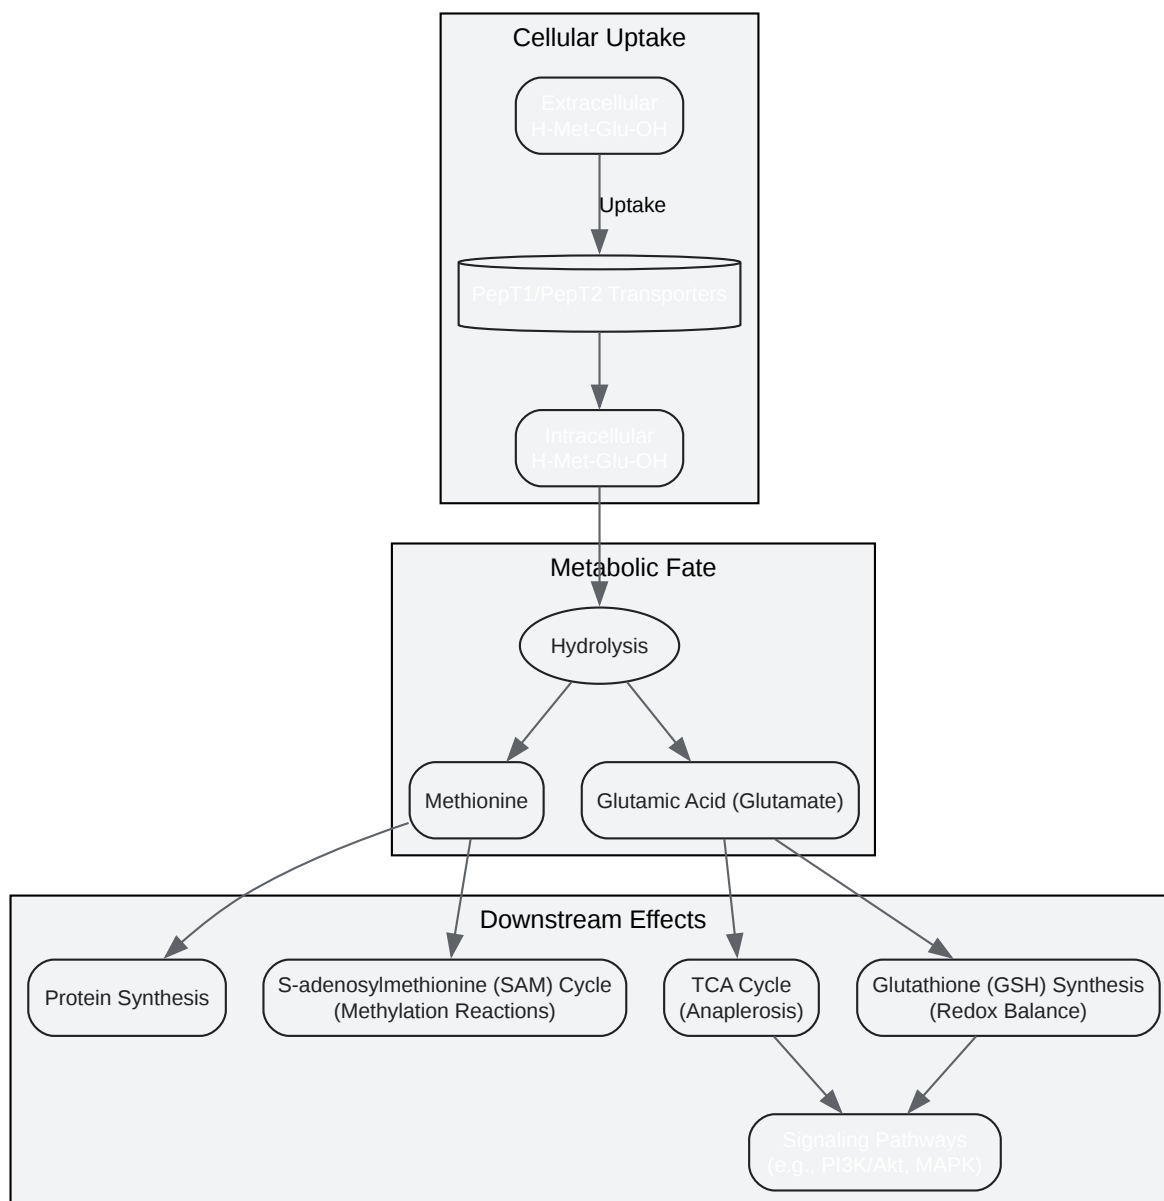 Cellular Uptake
Extracellular
H-Met-Glu-OH
Uptake
PepT1/PepT2 Transporters
Intracellular
H-Met-Glu-OH
Metabolic Fate
Hydrolysis
Methionine
Glutamic Acid (Glutamate)
Downstream Effects
Protein Synthesis
S-adenosylmethionine (SAM) Cycle
(Methylation Reactions)
TCA Cycle
(Anaplerosis)
Glutathione (GSH) Synthesis
(Redox Balance)
Signaling Pathways
(e.g., PI3K/Akt, MAPK)